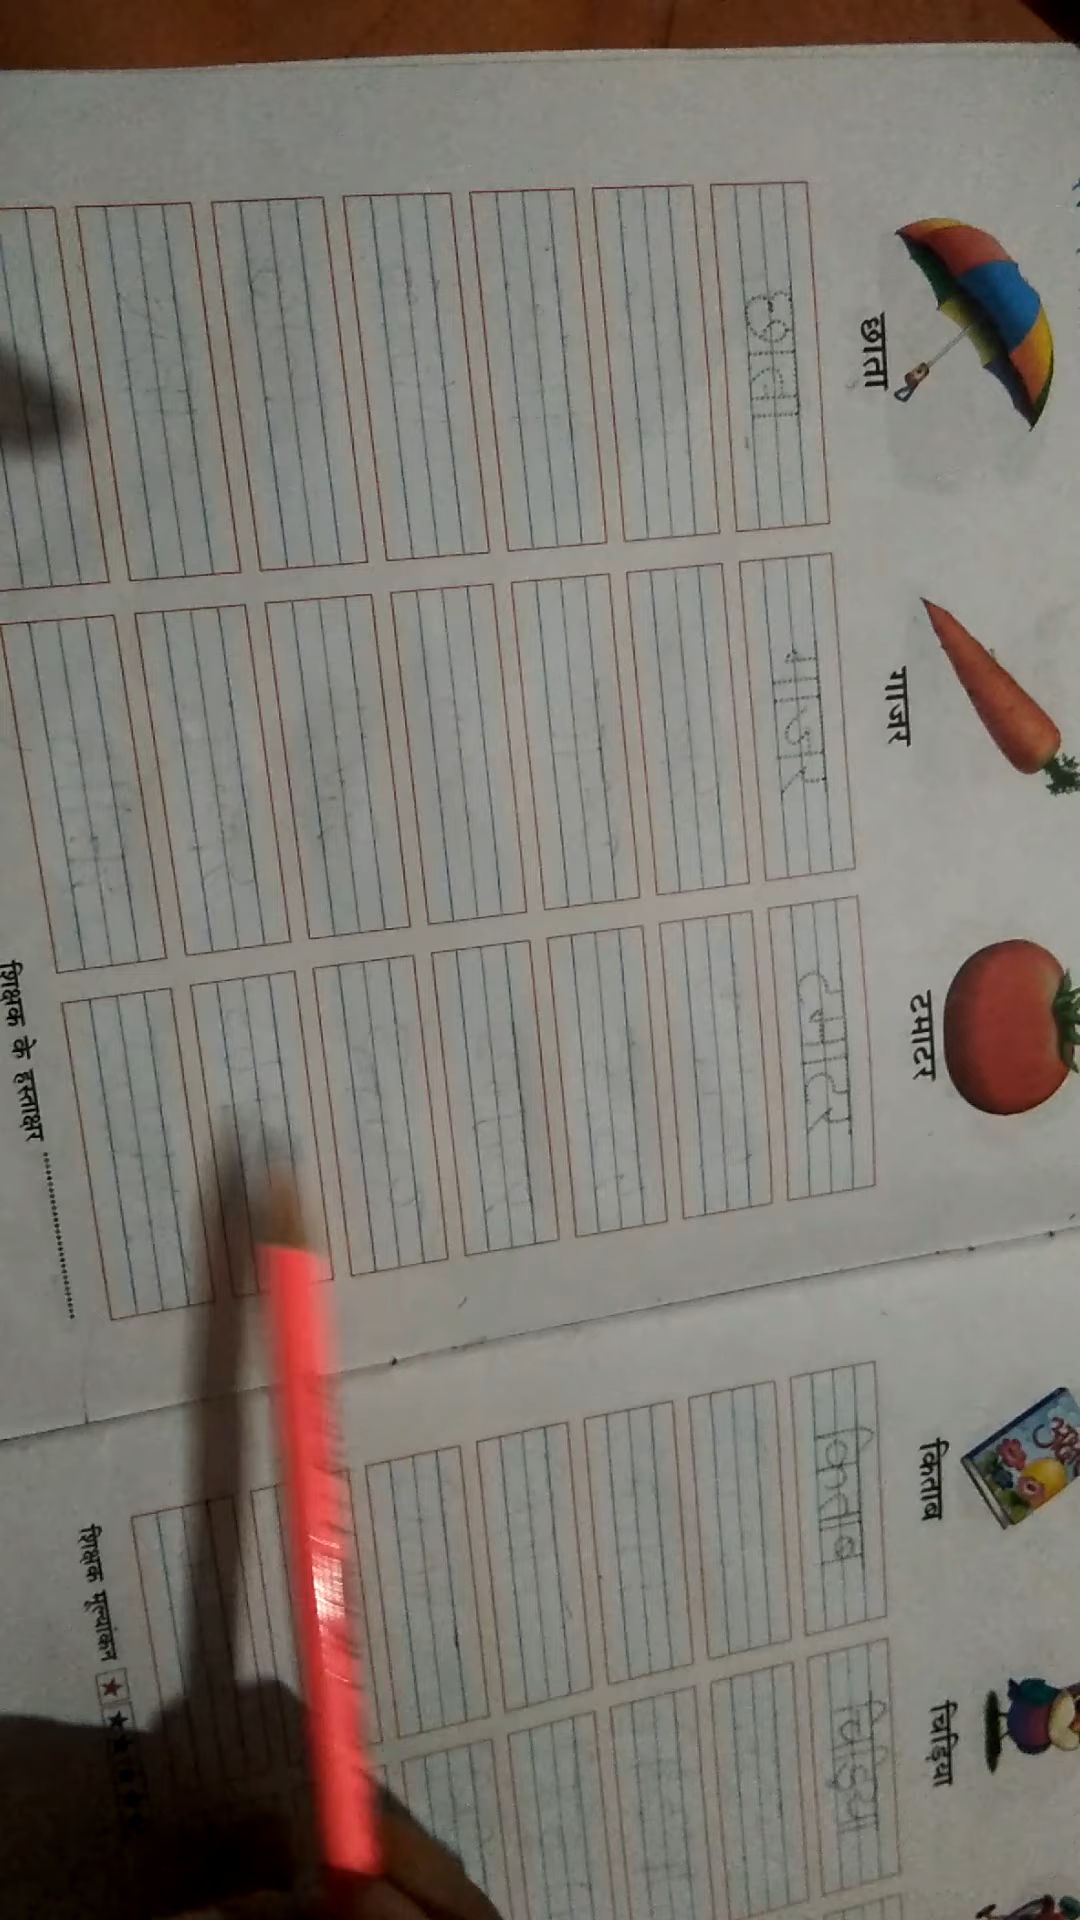 छाता गाजर टमाटर
छाता गाजर टमाटर
शिक्षक के हस्ताक्षर ........................
किताब चिड़िया
किताब चिड़िया
शिक्षक मूल्यांकन